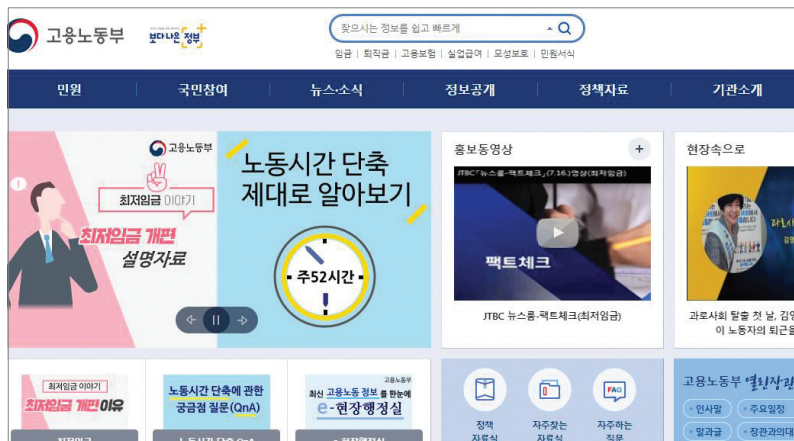 고용노동부
보다나은 정부
찾으시는 정보를 쉽고 빠르게
임금 | 퇴직금 | 고용보험 | 실업급여 | 모성보호 | 민원서식
민원
국민참여
뉴스·소식
정보공개
정책자료
기관소개
고용노동부
최저임금 이야기
최저임금 개편
설명자료
노동시간 단축
제대로 알아보기
주52시간
홍보동영상
+
JTBC「뉴스룸-팩트체크」(7.16.)영상(최저임금)
팩트체크
JTBC 뉴스룸-팩트체크(최저임금)
현장속으로
과로사회 탈출 첫 날, 김영
이 노동자의 퇴근을
최저임금 이야기
최저임금 개편 이유
노동시간 단축에 관한
궁금점 질문(QnA)
고용노동부
최신 고용노동 정보를 한눈에
e-현장행정실
정책
자료실
자주찾는
자료실
FAQ
자주하는
질문
고용노동부 열린장관
인사말
주요일정
말과글
장관과의대